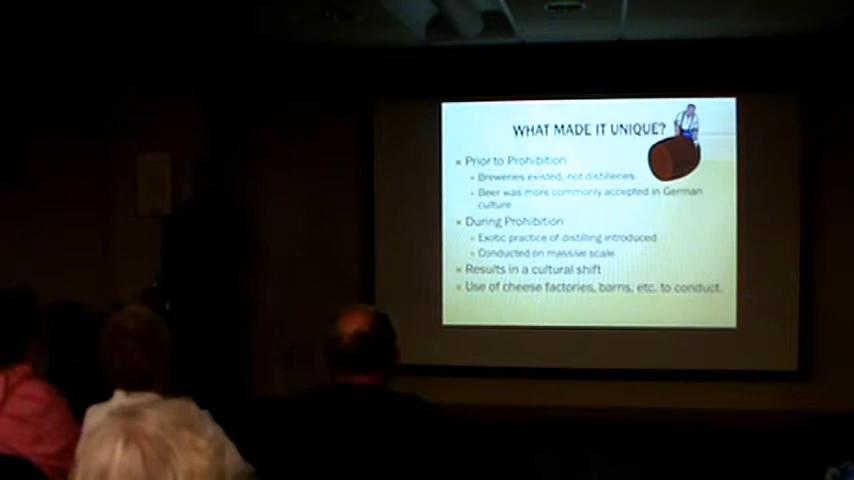 WHAT MADE IT UNIQUE?
Prior to Prohibition
Breweries existed, not distilleries
Beer was more commonly accepted in German
culture
During Prohibition
Exotic practice of distilling introduced
Conducted on massive scale
Results in a cultural shift
Use of cheese factories, barns, etc. to conduct.